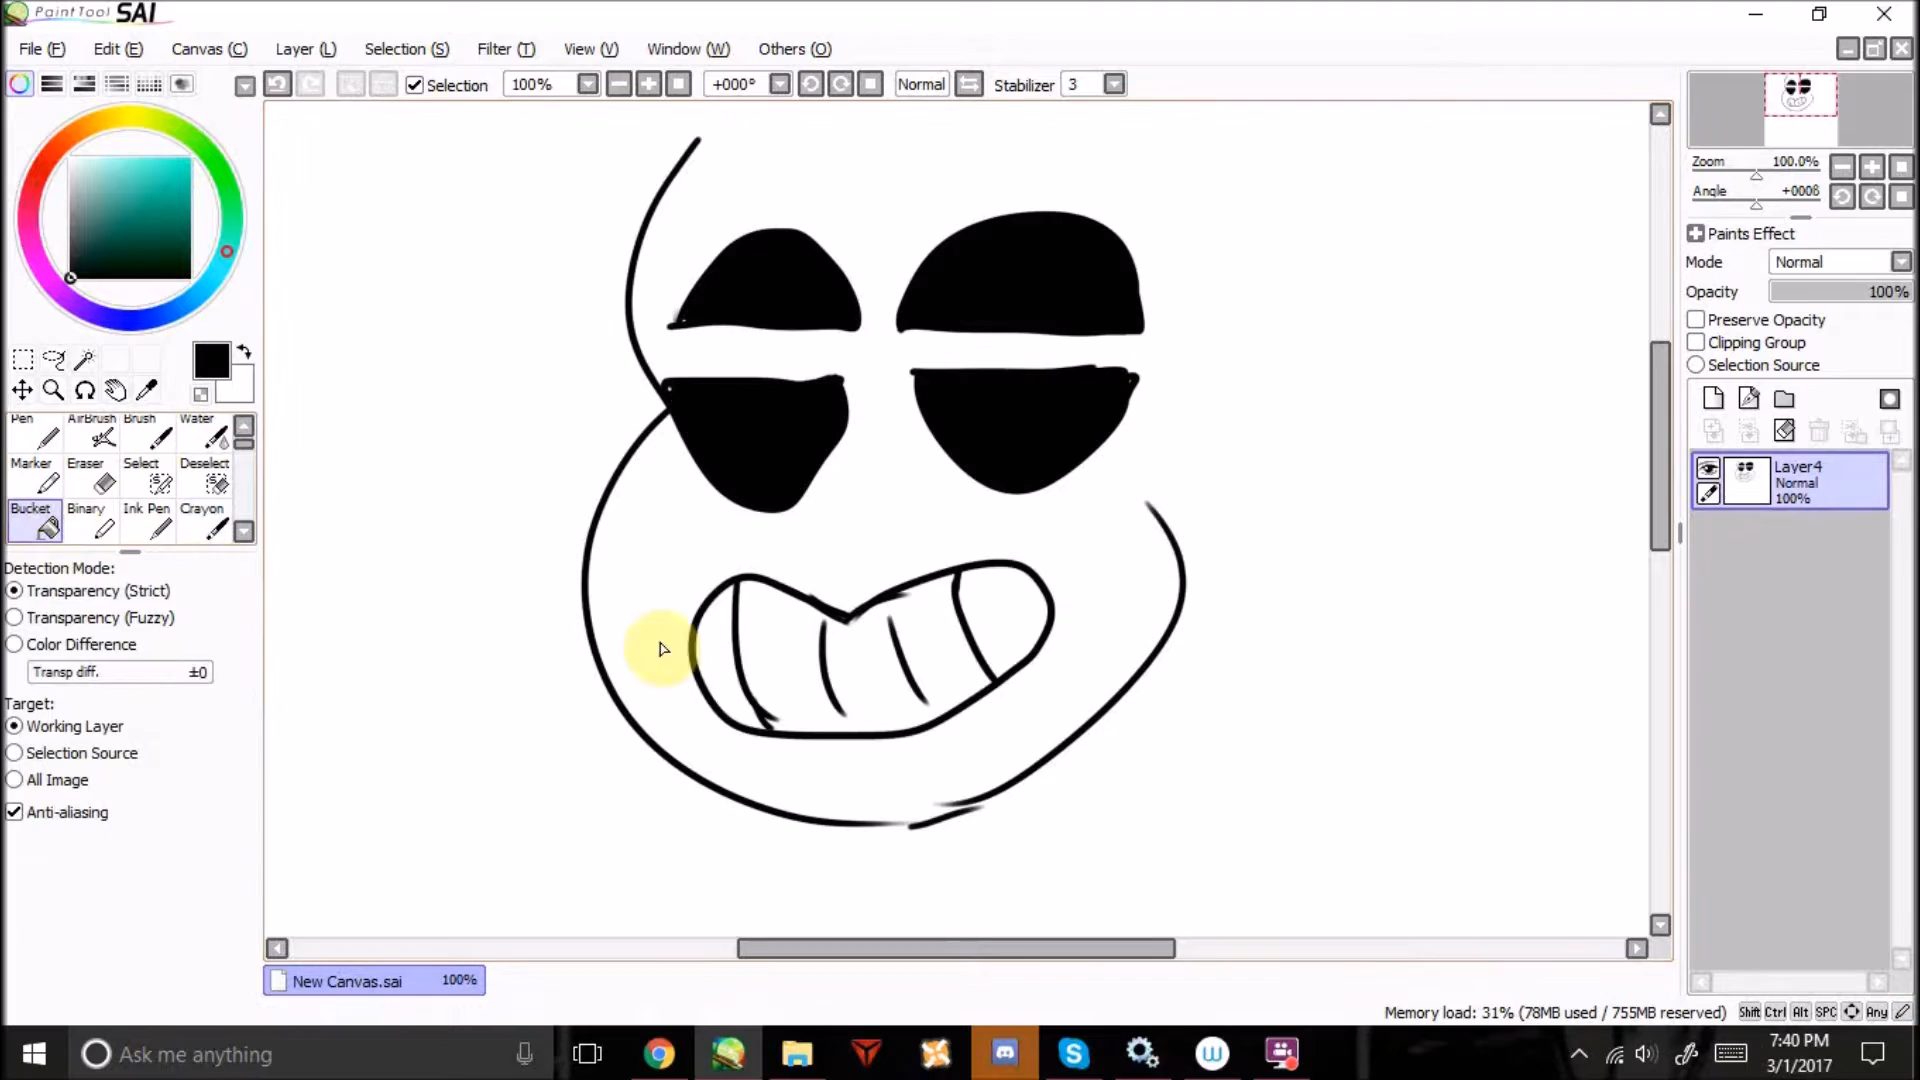 PaintTool SAI
File (F) Edit (E) Canvas (C) Layer (L) Selection (S) Filter (T) View (V) Window (W) Others (O)
Selection 100% +000° Normal Stabilizer 3
Zoom 100.0%
Angle +0006
Paints Effect
Mode Normal
Opacity 100%
Preserve Opacity
Clipping Group
Selection Source
Pen AirBrush Brush Water
Marker Eraser Select Deselect
Bucket Binary Ink Pen Crayon
Layer4
Normal
100%
Detection Mode:
Transparency (Strict)
Transparency (Fuzzy)
Color Difference
Transp diff. ±0
Target:
Working Layer
Selection Source
All Image
Anti-aliasing
New Canvas.sai 100%
Memory load: 31% (78MB used / 755MB reserved) Shift Ctrl Alt SPC Any
Ask me anything
7:40 PM
3/1/2017